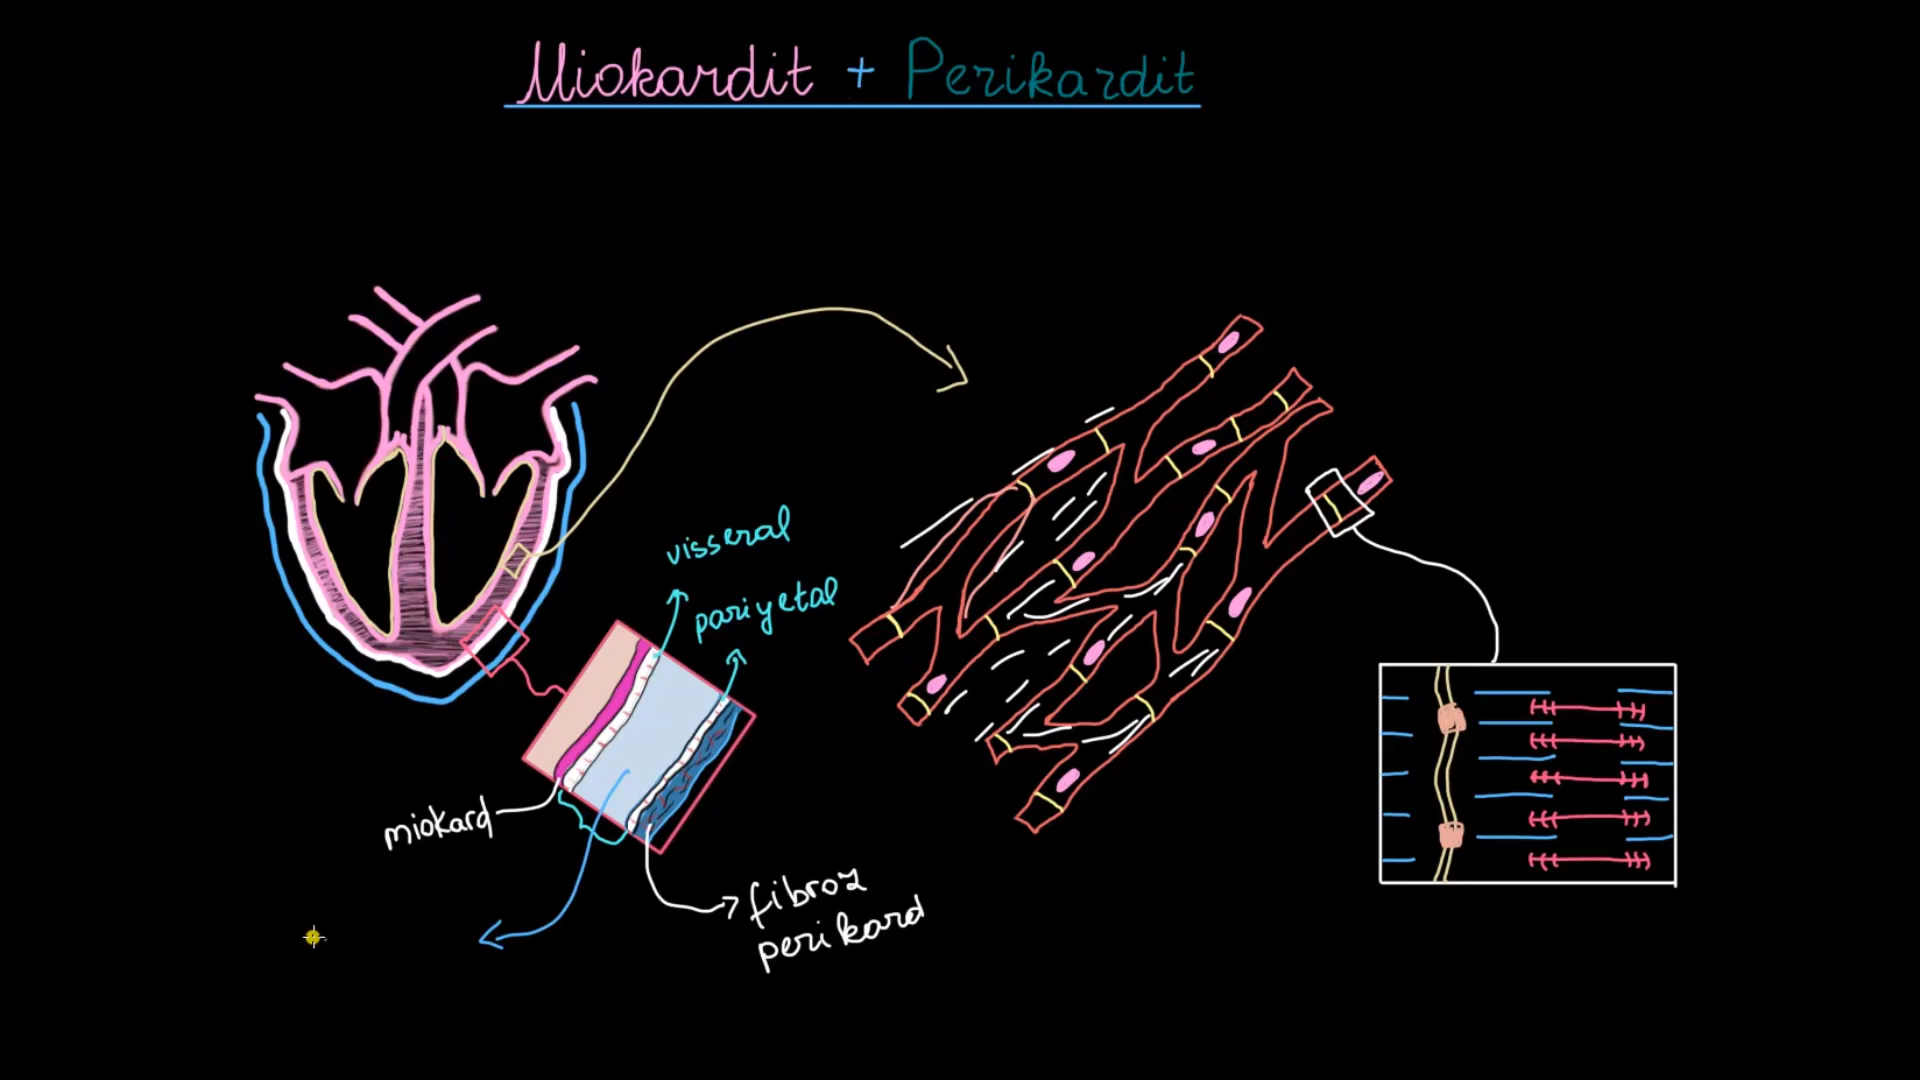 Miokardit + Perikardit
visseral
pariyetal
miokard
fibroz
perikard